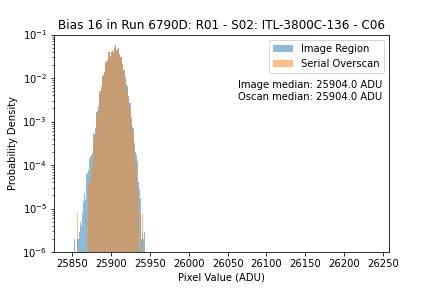 Bias 16 in Run 6790D: R01 - S02: ITL-3800C-136 - C06
Image Region
Serial Overscan
Image median: 25904.0 ADU
Oscan median: 25904.0 ADU
Probability Density
10⁻¹
10⁻²
10⁻³
10⁻⁴
10⁻⁵
10⁻⁶
25850 25900 25950 26000 26050 26100 26150 26200 26250
Pixel Value (ADU)